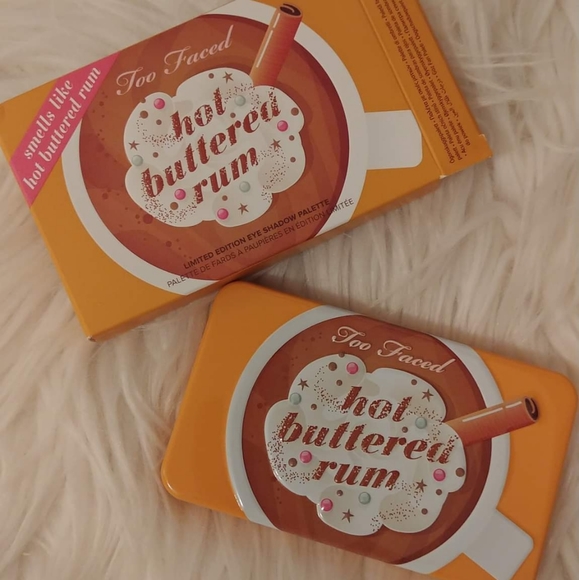 smells like
hot buttered rum
Too Faced
hot
buttered
rum
LIMITED EDITION EYE SHADOW PALETTE
PALETTE DE FARDS À PAUPIÈRES EN ÉDITION LIMITÉE
Too Faced
hot
buttered
rum